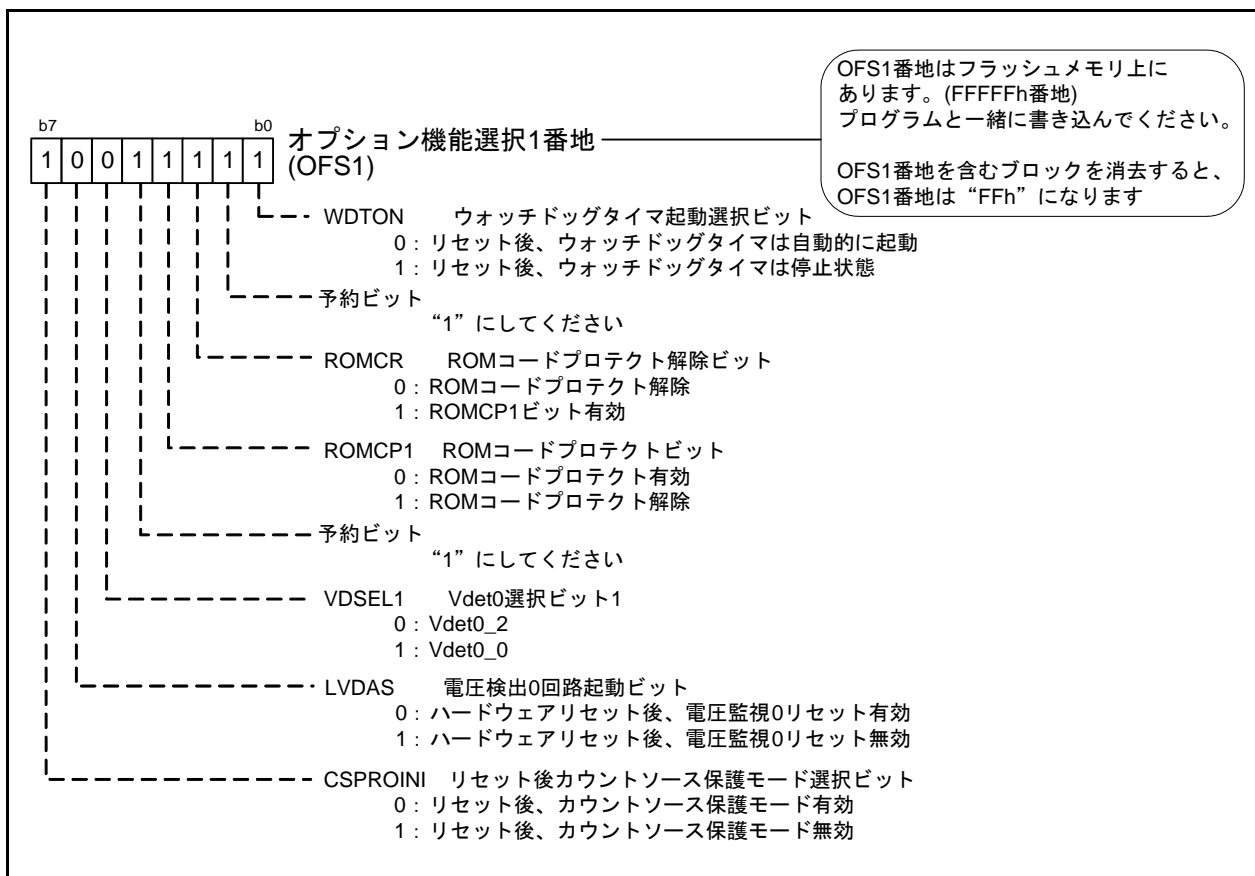 OFS1番地はフラッシュメモリ上に
あります。(FFFFFh番地)
プログラムと一緒に書き込んでください。
OFS1番地を含むブロックを消去すると、
OFS1番地は“FFh”になります
b7 b0
1 0 0 1 1 1 1 1
オプション機能選択1番地
(OFS1)
WDTON ウォッチドッグタイマ起動選択ビット
0 : リセット後、ウォッチドッグタイマは自動的に起動
1 : リセット後、ウォッチドッグタイマは停止状態
予約ビット
“1”にしてください
ROMCR ROMコードプロテクト解除ビット
0 : ROMコードプロテクト解除
1 : ROMCP1ビット有効
ROMCP1 ROMコードプロテクトビット
0 : ROMコードプロテクト有効
1 : ROMコードプロテクト解除
予約ビット
“1”にしてください
VDSEL1 Vdet0選択ビット1
0 : Vdet0_2
1 : Vdet0_0
LVDAS 電圧検出0回路起動ビット
0 : ハードウェアリセット後、電圧監視0リセット有効
1 : ハードウェアリセット後、電圧監視0リセット無効
CSPROINI リセット後カウントソース保護モード選択ビット
0 : リセット後、カウントソース保護モード有効
1 : リセット後、カウントソース保護モード無効